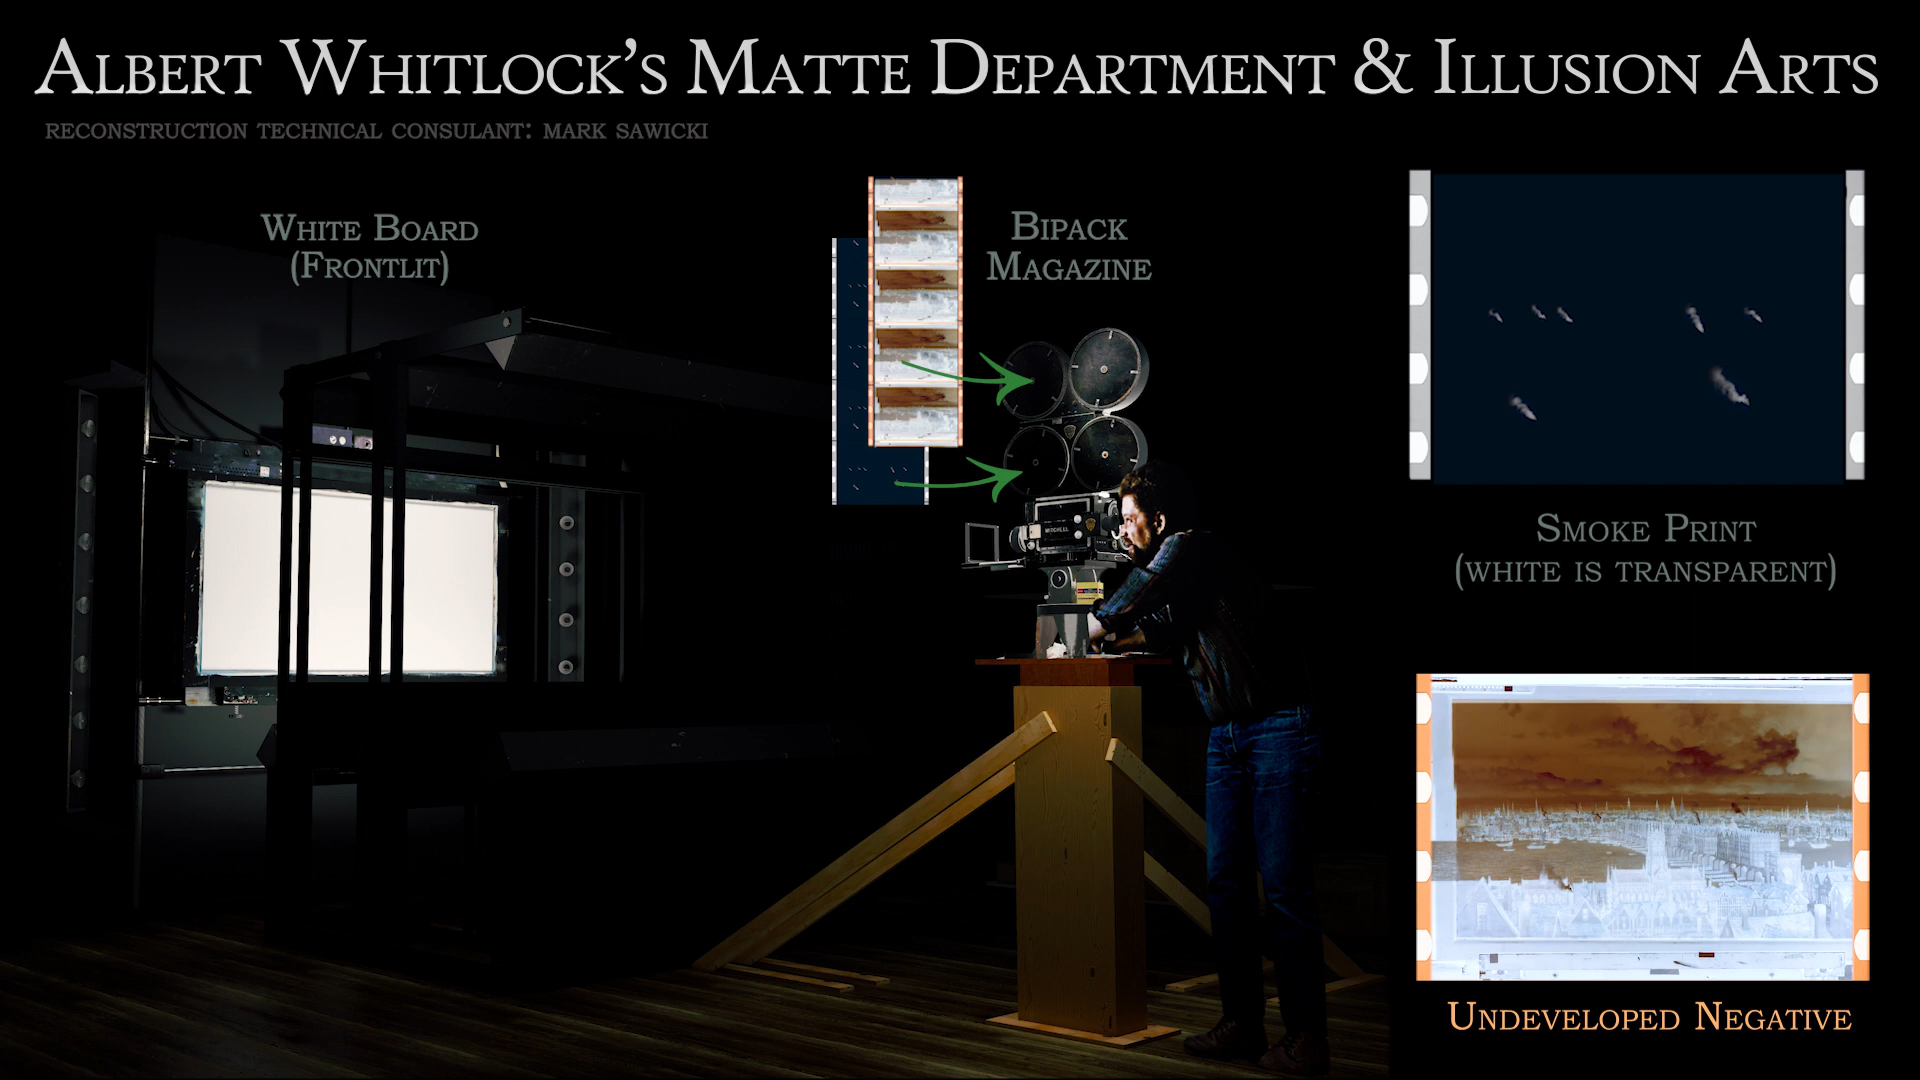 Albert Whitlock's Matte Department & Illusion Arts
reconstruction technical consulant: mark sawicki
White Board
(Frontlit)
Bipack
Magazine
MITCHELL
Smoke Print
(white is transparent)
Undeveloped Negative